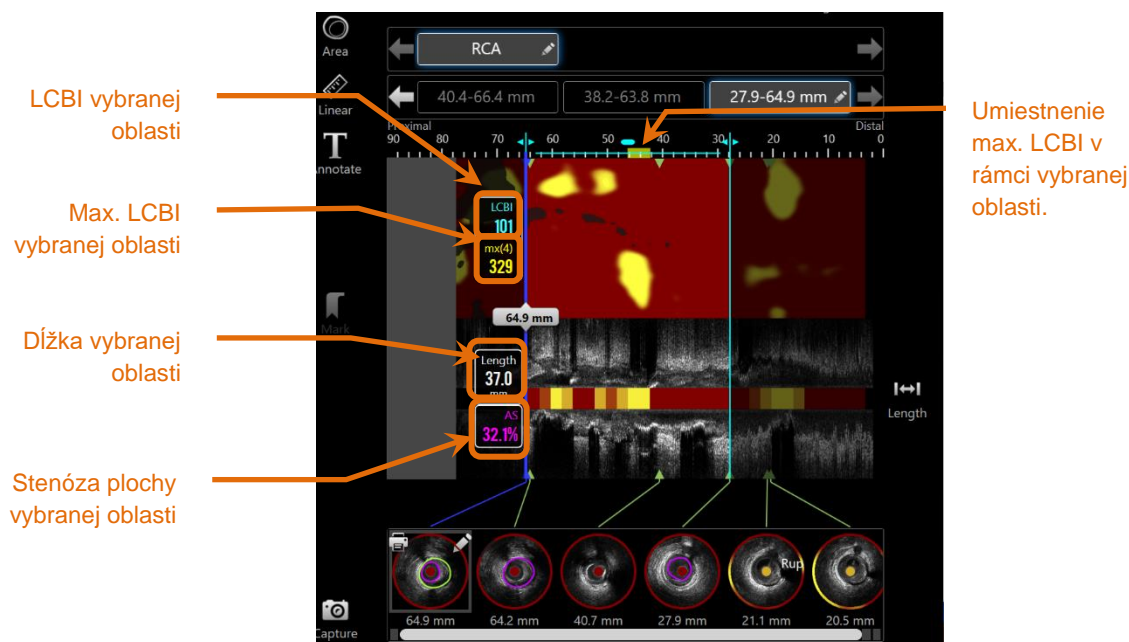 Area
RCA
Linear
40.4-66.4 mm
38.2-63.8 mm
27.9-64.9 mm
LCBI vybranej
oblasti
Umiestnenie
max. LCBI v
rámci vybranej
oblasti.
Proximal
Distal
90 80 70 60 50 40 30 20 10 0
Annotate
LCBI
101
Max. LCBI
vybranej oblasti
mx(4)
329
Mark
64.9 mm
Dĺžka vybranej
oblasti
Length
37.0
mm
Length
AS
32.1%
Stenóza plochy
vybranej oblasti
Rup
Capture
64.9 mm
64.2 mm
40.7 mm
27.9 mm
21.1 mm
20.5 mm